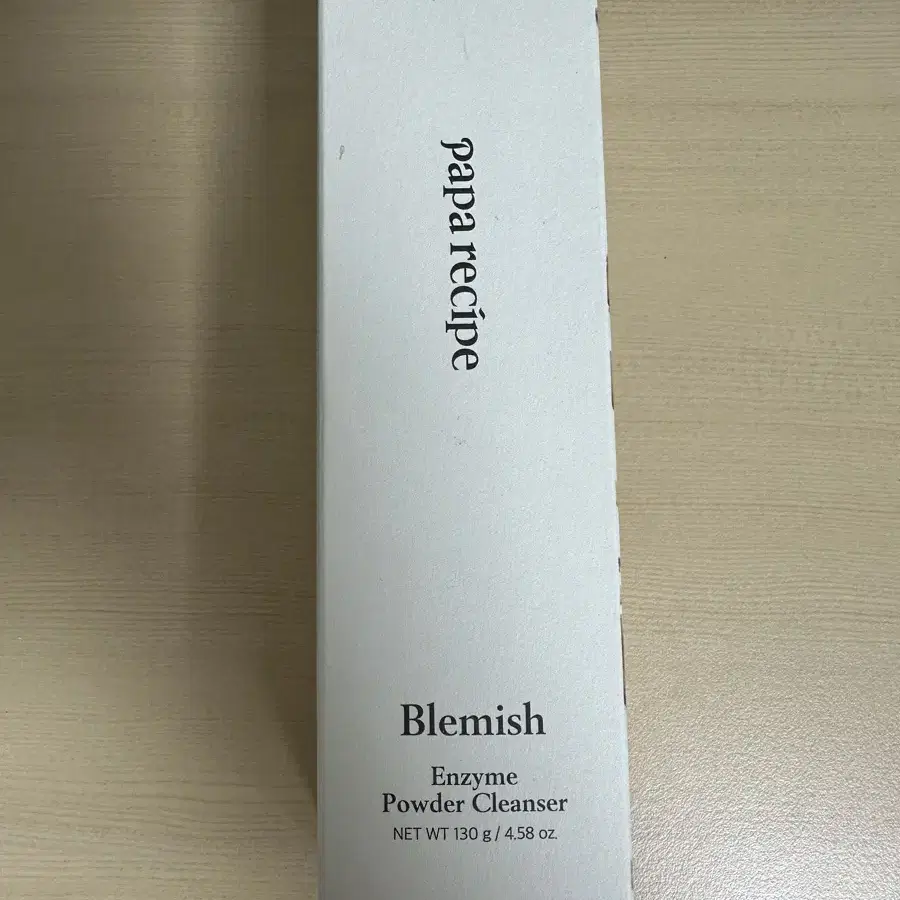 papa recipe
Blemish
Enzyme
Powder Cleanser
NET WT 130 g / 4.58 oz.